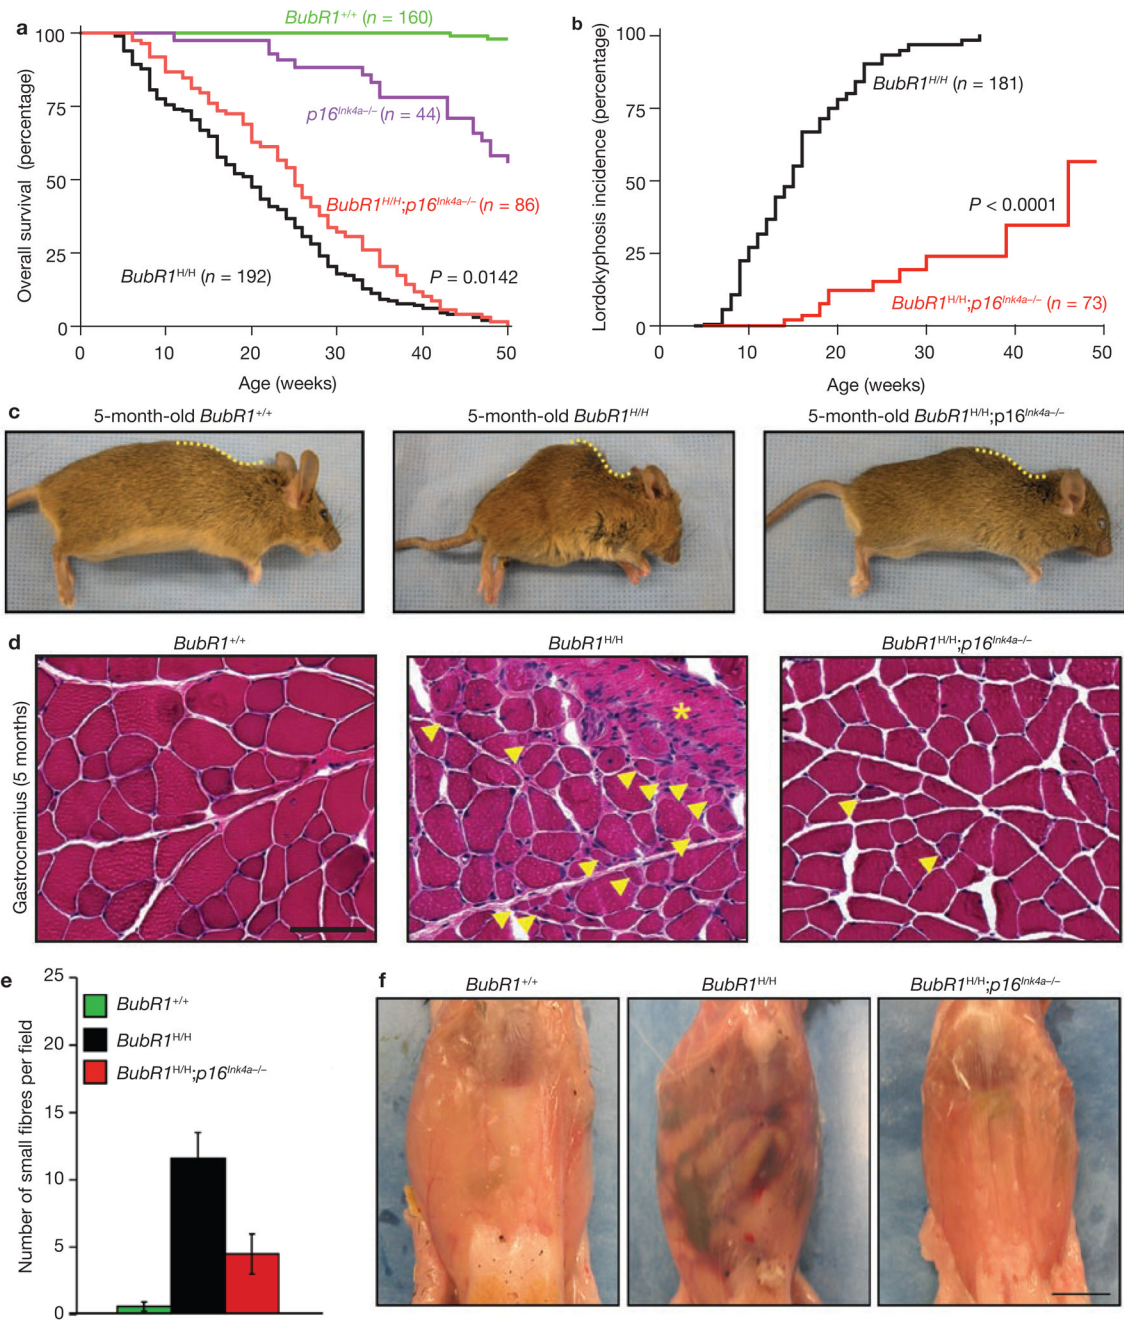 a
BubR1+/+ (n = 160)
p16Ink4a–/– (n = 44)
BubR1H/H;p16Ink4a–/– (n = 86)
BubR1H/H (n = 192)
P = 0.0142
Overall survival (percentage)
100
75
50
25
0
0 10 20 30 40 50
Age (weeks)
b
BubR1H/H (n = 181)
P < 0.0001
BubR1H/H;p16Ink4a–/– (n = 73)
Lordokyphosis incidence (percentage)
100
75
50
25
0
0 10 20 30 40 50
Age (weeks)
c
5-month-old BubR1+/+
5-month-old BubR1H/H
5-month-old BubR1H/H;p16Ink4a–/–
d
BubR1+/+
BubR1H/H
BubR1H/H;p16Ink4a–/–
Gastrocnemius (5 months)
*
e
25
20
15
10
5
0
Number of small fibres per field
BubR1+/+
BubR1H/H
BubR1H/H;p16Ink4a–/–
f
BubR1+/+
BubR1H/H
BubR1H/H;p16Ink4a–/–